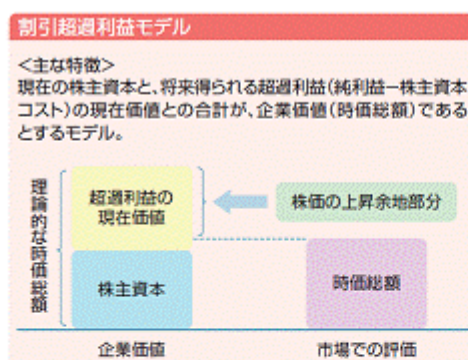 割引超過利益モデル
<主な特徴>
現在の株主資本と、将来得られる超過利益(純利益−株主資本
コスト)の現在価値との合計が、企業価値(時価総額)である
とするモデル。
理論的な時価総額
超過利益の
現在価値
株価の上昇余地部分
株主資本
時価総額
企業価値
市場での評価